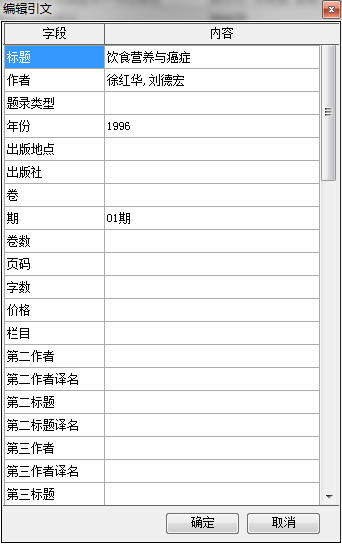 编辑引文
字段 内容
标题 饮食营养与癌症
作者 徐红华, 刘德宏
题录类型
年份 1996
出版地点
出版社
卷
期 01期
卷数
页码
字数
价格
栏目
第二作者
第二作者译名
第二标题
第二标题译名
第三作者
第三作者译名
第三标题
确定 取消